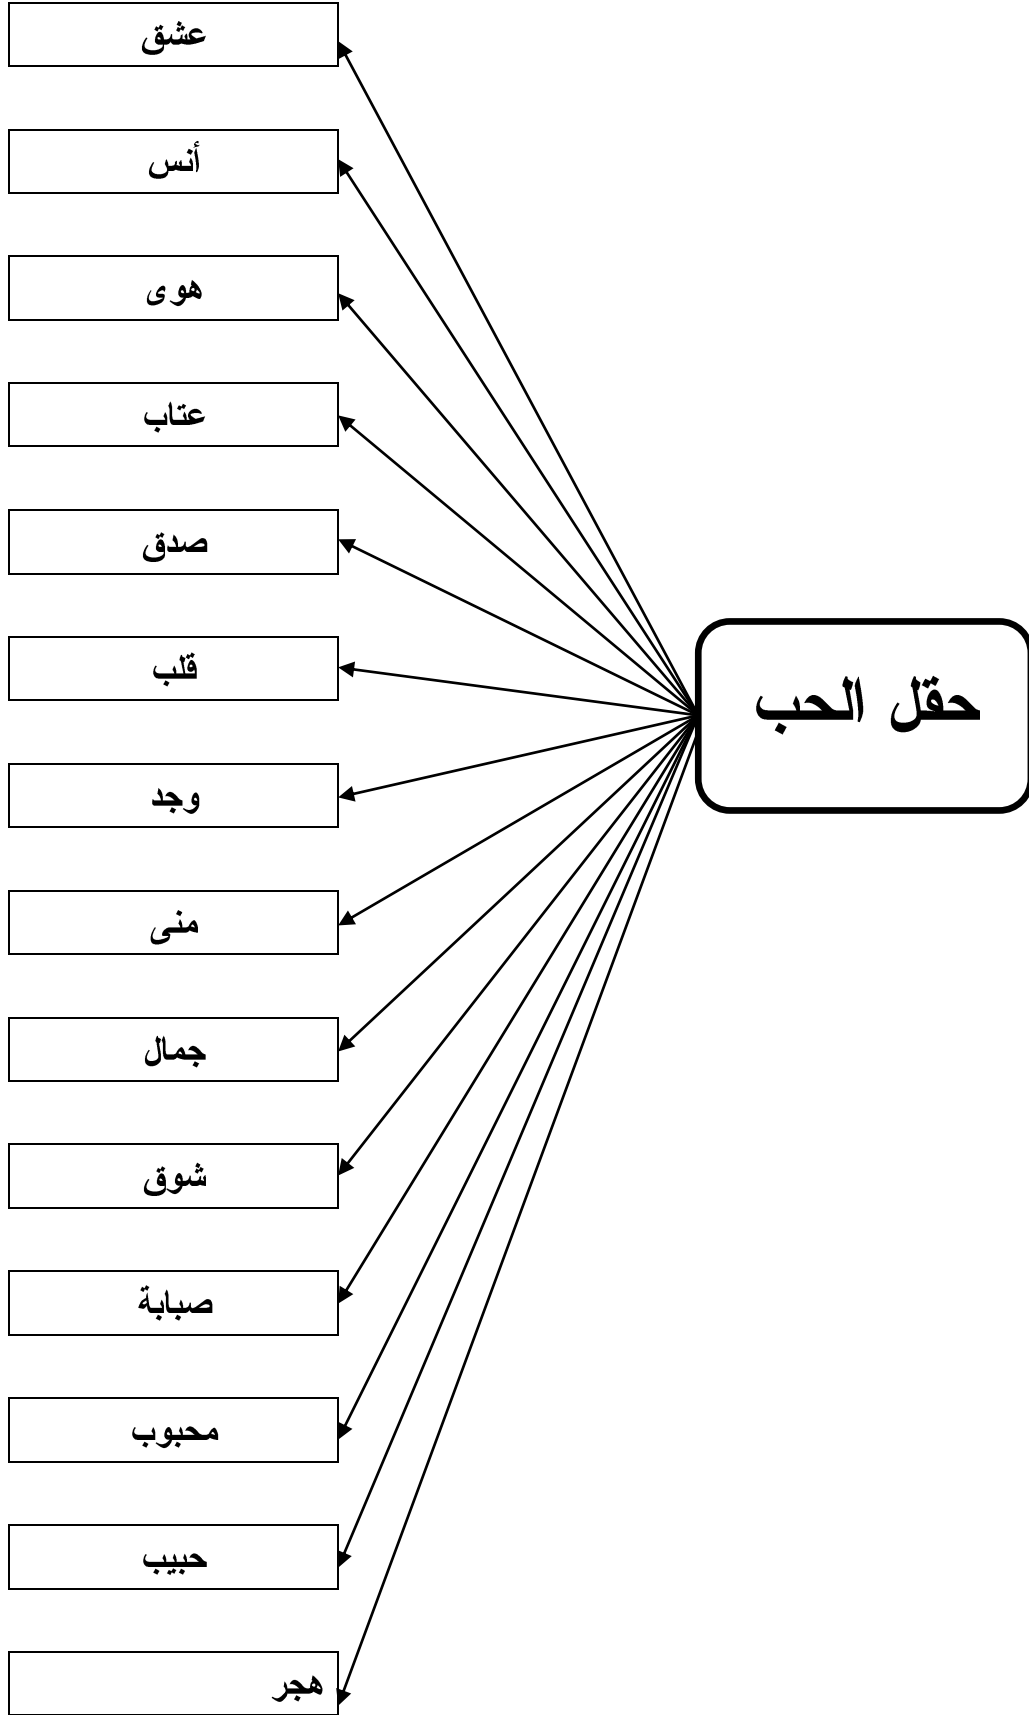 حقل الحب
عشق
أنس
هوى
عتاب
صدق
قلب
وجد
منى
جمال
شوق
صبابة
محبوب
حبيب
هجر